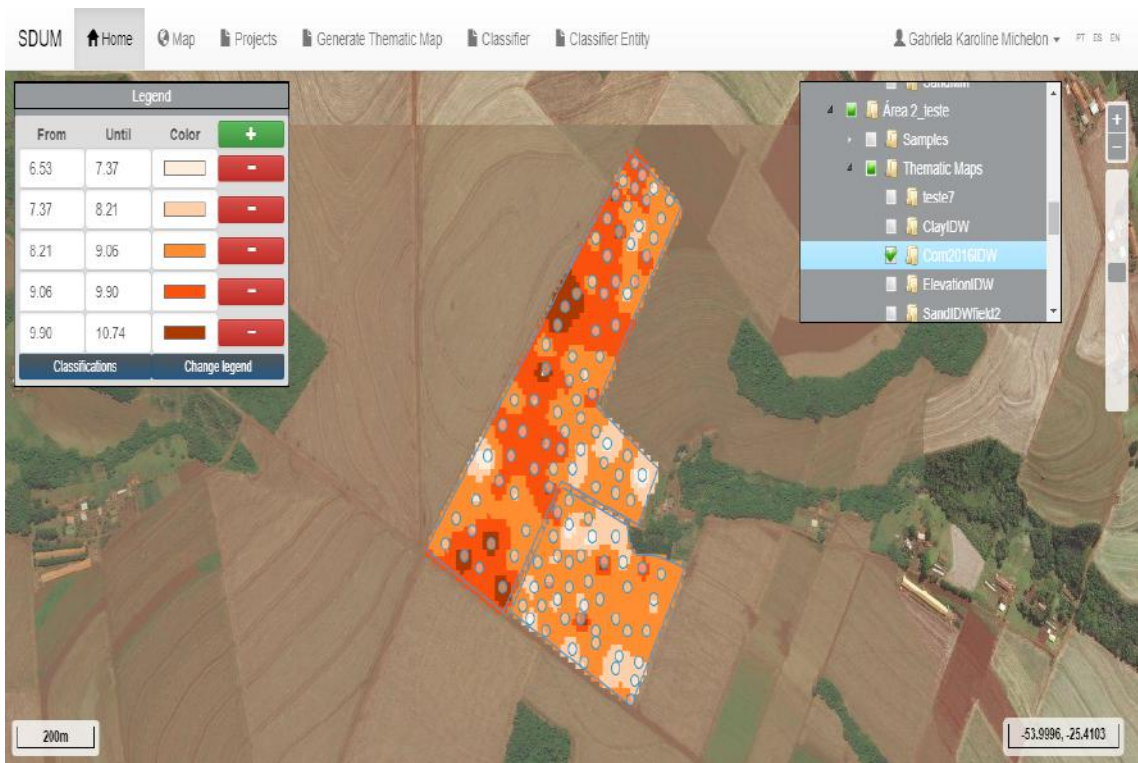 SDUM Home Map Projects Generate Thematic Map Classifier Classifier Entity Gabriela Karoline Michelon PT ES EN
Legend
From Until Color +
6.53 7.37 -
7.37 8.21 -
8.21 9.06 -
9.06 9.90 -
9.90 10.74 -
Classifications Change legend
Área 2_teste
Samples
Thematic Maps
teste7
ClayIDW
Corn2016IDW
ElevationIDW
SandIDWfield2
+
-
200m
-53.9996, -25.4103